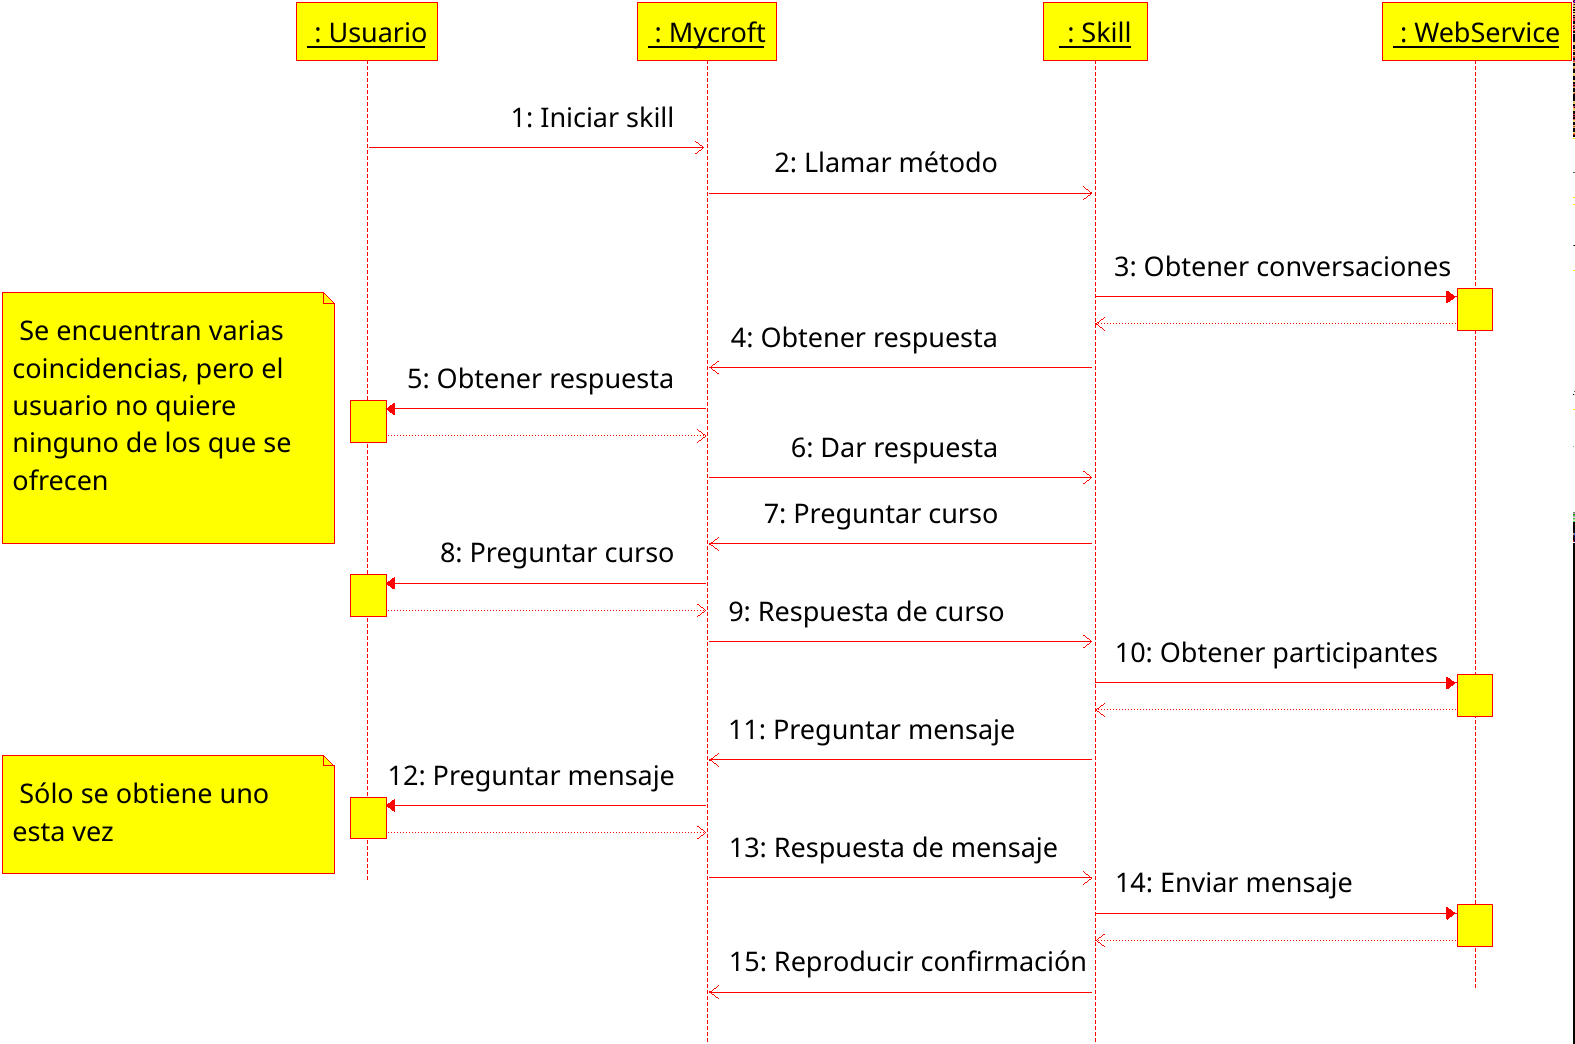 : Usuario
: Mycroft
: Skill
: WebService
1: Iniciar skill
2: Llamar método
3: Obtener conversaciones
Se encuentran varias
coincidencias, pero el
usuario no quiere
ninguno de los que se
ofrecen
4: Obtener respuesta
5: Obtener respuesta
6: Dar respuesta
7: Preguntar curso
8: Preguntar curso
9: Respuesta de curso
10: Obtener participantes
11: Preguntar mensaje
12: Preguntar mensaje
Sólo se obtiene uno
esta vez
13: Respuesta de mensaje
14: Enviar mensaje
15: Reproducir confirmación